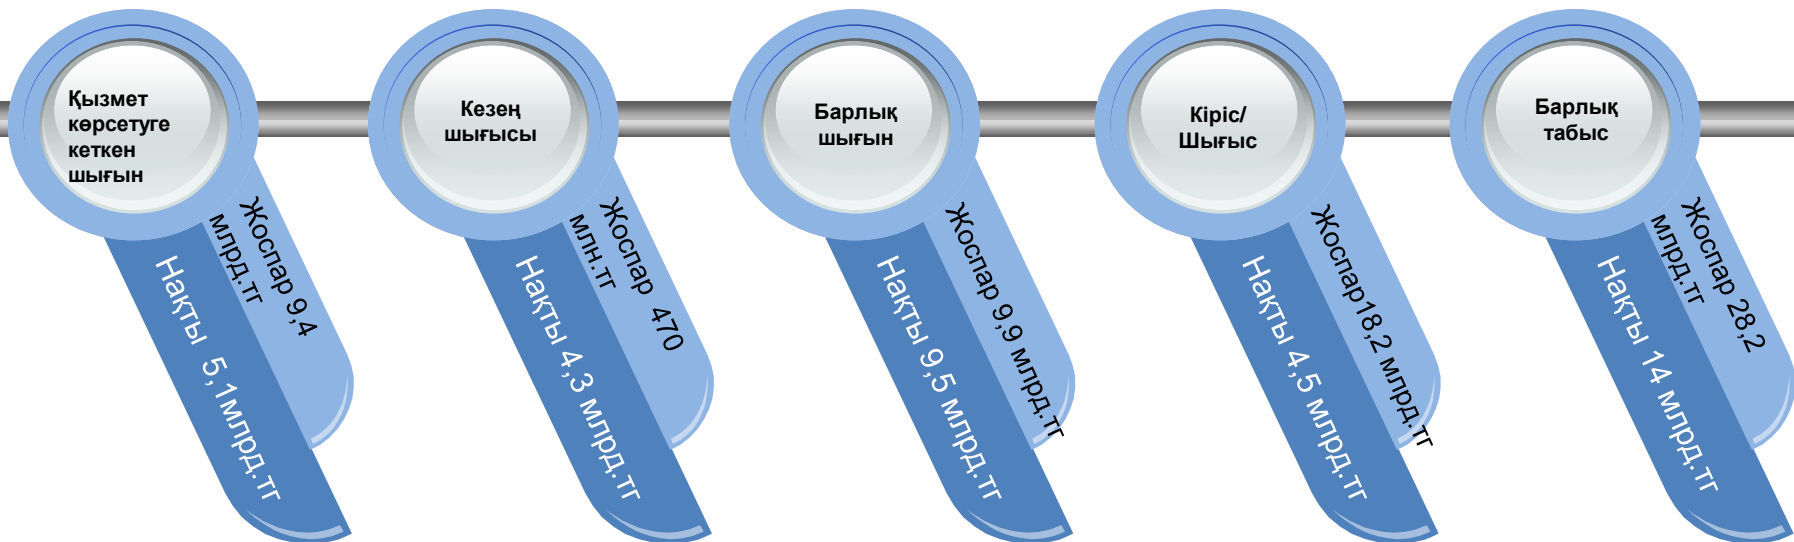 Қызмет
көрсетуге
кеткен
шығын
Жоспар 9,4
млрд.тг
Нақты 5,1млрд.тг
Кезең
шығысы
Жоспар 470
млн.тг
Нақты 4,3 млрд.тг
Барлық
шығын
Жоспар 9,9 млрд.тг
Нақты 9,5 млрд.тг
Кіріс/
Шығыс
Жоспар18,2 млрд.тг
Нақты 4,5 млрд.тг
Барлық
табыс
Жоспар 28,2
млрд.тг
Нақты 14 млрд.тг